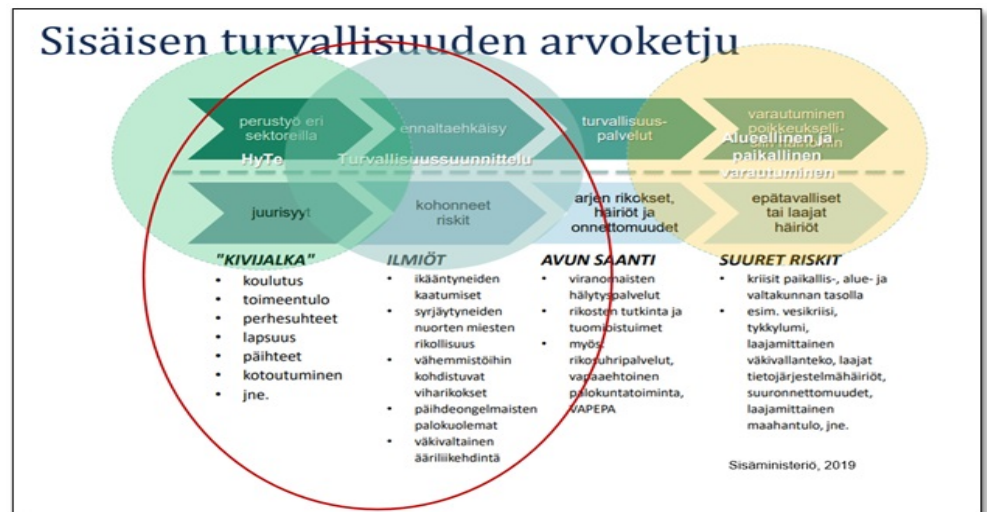 Sisäisen turvallisuuden arvoketju
perustyö eri
sektoreilla
HyTe
ennaltaehkäisy
Turvallisuussuunnittelu
turvallisuus-
palvelut
varautuminen
poikkeukselli-
Alueellinen ja
paikallinen
varautuminen
juurisyyt
kohonneet
riskit
arjen rikokset,
häiriöt ja
onnettomuudet
epätavalliset
tai laajat
häiriöt
"KIVIJALKA"
• koulutus
• toimeentulo
• perhesuhteet
• lapsuus
• päihteet
• kotoutuminen
• jne.
ILMIÖT
• ikääntyneiden
kaatumiset
• syrjäytyneiden
nuorten miesten
rikollisuus
• vähemmistöihin
kohdistuvat
viharikokset
• päihdeongelmaisten
palokuolemat
• väkivaltainen
ääriliikehdintä
AVUN SAANTI
• viranomaisten
hälytyspalvelut
• rikosten tutkinta ja
tuomioistuimet
• myös:
rikosuhripalvelut,
vapaaehtoinen
palokuntatoiminta,
VAPEPA
SUURET RISKIT
• kriisit paikallis-, alue- ja
valtakunnan tasolla
• esim. vesikriisi,
tykkylumi,
laajamittainen
väkivallanteko, laajat
tietojärjestelmähäiriöt,
suuronnettomuudet,
laajamittainen
maahantulo, jne.
Sisäministeriö, 2019